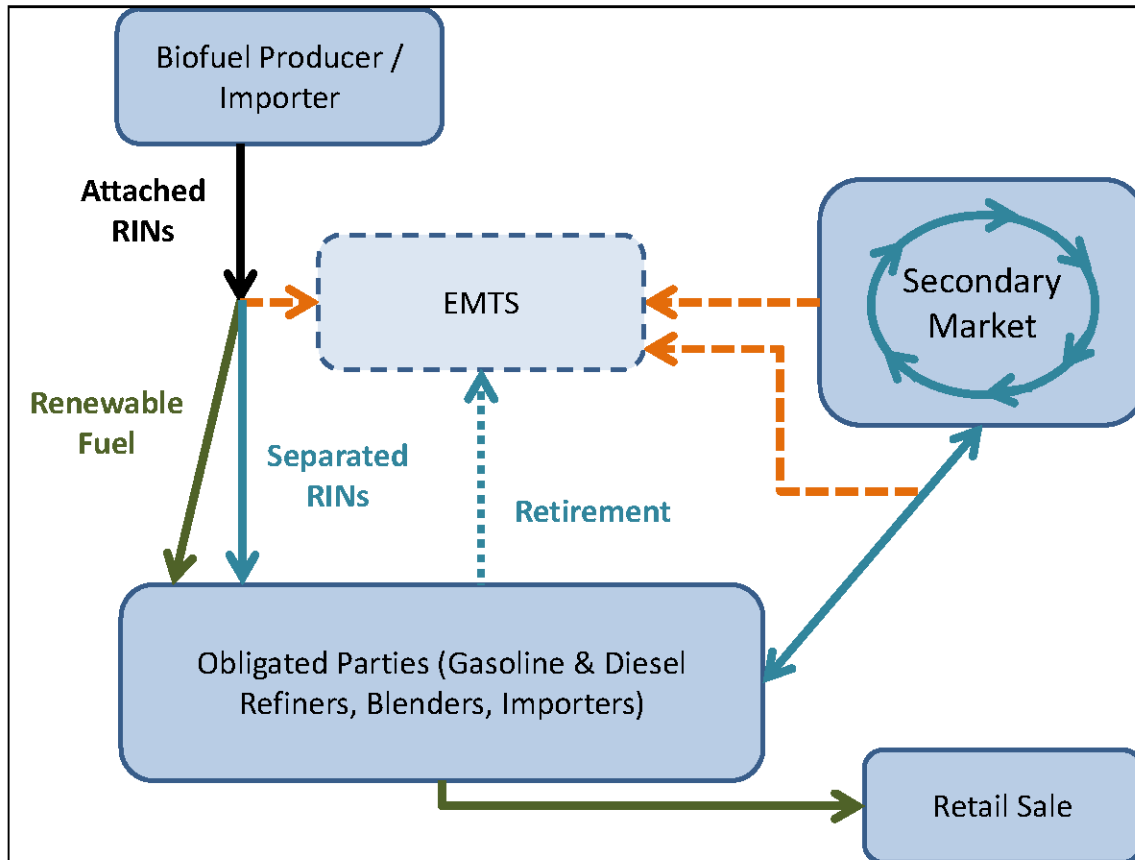 Biofuel Producer /
Importer
Attached
RINs
EMTS
Secondary
Market
Renewable
Fuel
Separated
RINs
Retirement
Obligated Parties (Gasoline & Diesel
Refiners, Blenders, Importers)
Retail Sale